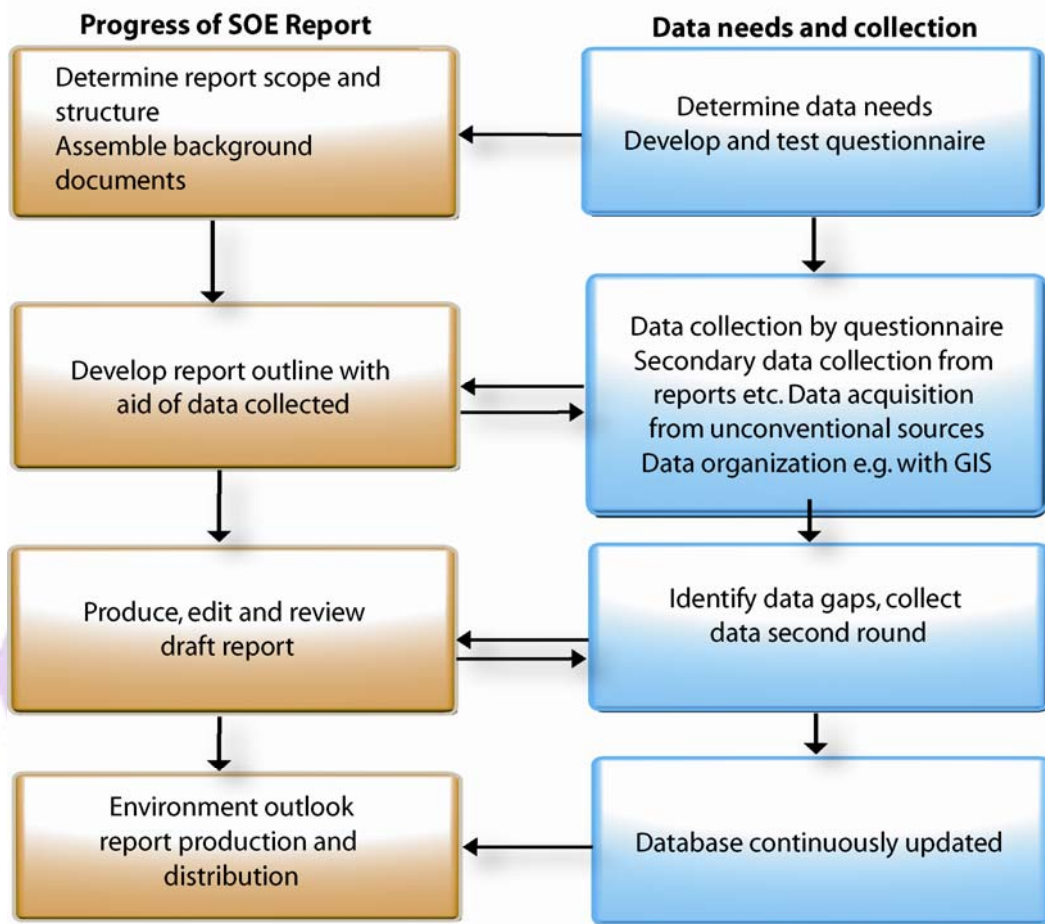 Progress of SOE Report
Determine report scope and
structure
Assemble background
documents
Develop report outline with
aid of data collected
Produce, edit and review
draft report
Environment outlook
report production and
distribution
Data needs and collection
Determine data needs
Develop and test questionnaire
Data collection by questionnaire
Secondary data collection from
reports etc. Data acquisition
from unconventional sources
Data organization e.g. with GIS
Identify data gaps, collect
data second round
Database continuously updated